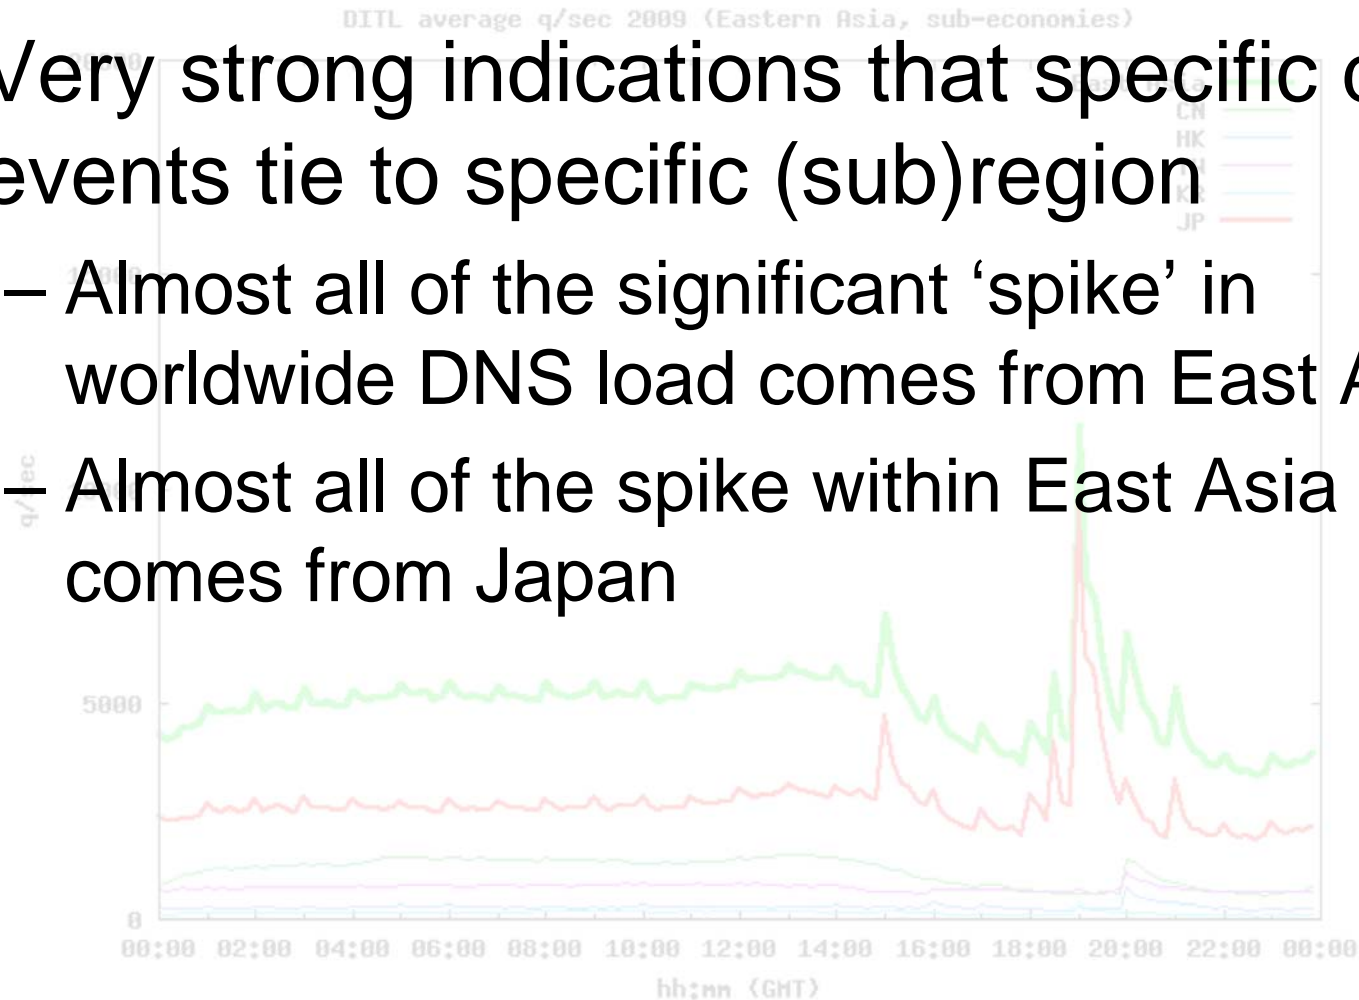 DITL average q/sec 2009 (Eastern Asia, sub-economies)
Very strong indications that specific
events tie to specific (sub)region
– Almost all of the significant ‘spike’ in
worldwide DNS load comes from East
– Almost all of the spike within East Asia
comes from Japan
CN
HK
JP
q/sec
5000
0
00:00 02:00 04:00 06:00 08:00 10:00 12:00 14:00 16:00 18:00 20:00 22:00 00:00
hh:mm (GMT)